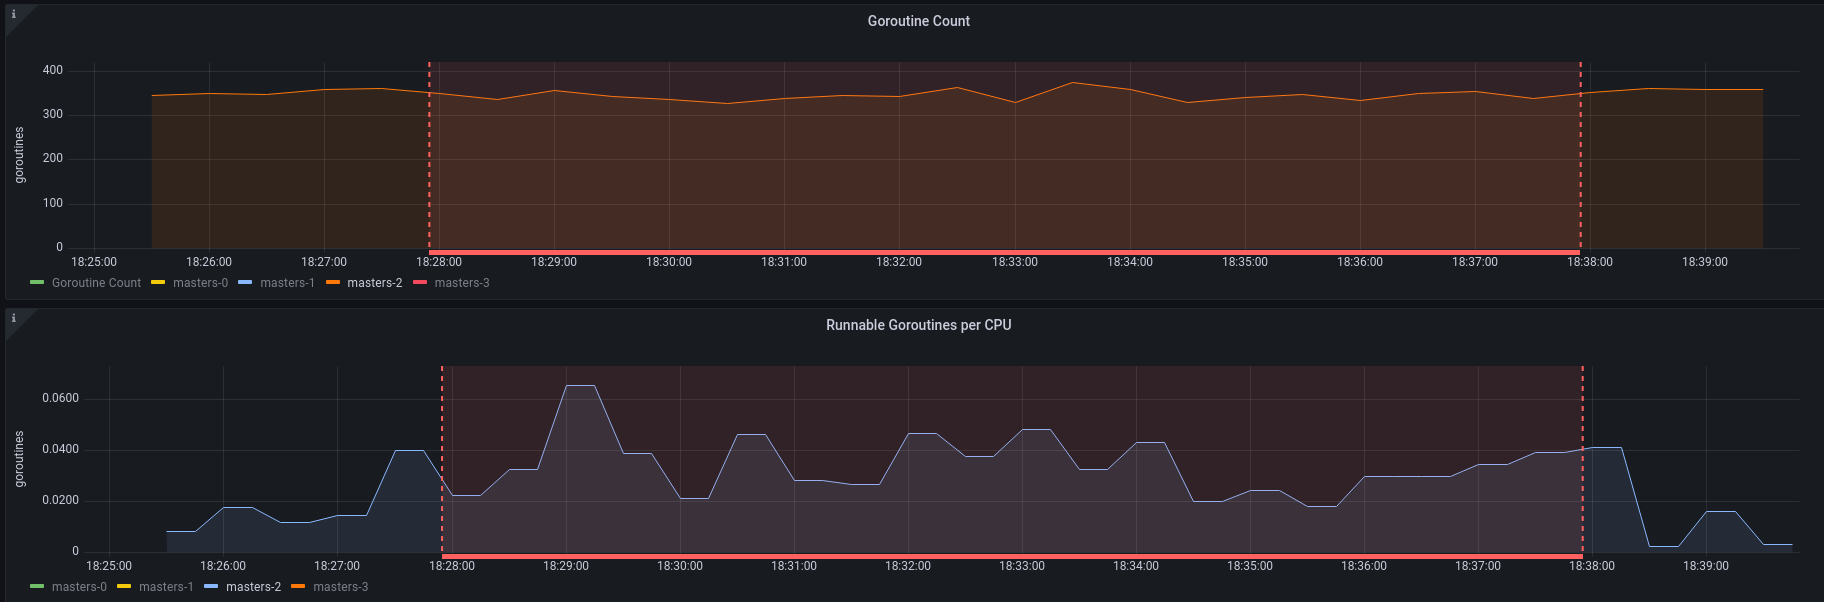 i
Goroutine Count
400
300
200
100
0
goroutines
18:25:00 18:26:00 18:27:00 18:28:00 18:29:00 18:30:00 18:31:00 18:32:00 18:33:00 18:34:00 18:35:00 18:36:00 18:37:00 18:38:00 18:39:00
Goroutine Count masters-0 masters-1 masters-2 masters-3
i
Runnable Goroutines per CPU
0.0600
0.0400
0.0200
0
goroutines
18:25:00 18:26:00 18:27:00 18:28:00 18:29:00 18:30:00 18:31:00 18:32:00 18:33:00 18:34:00 18:35:00 18:36:00 18:37:00 18:38:00 18:39:00
masters-0 masters-1 masters-2 masters-3